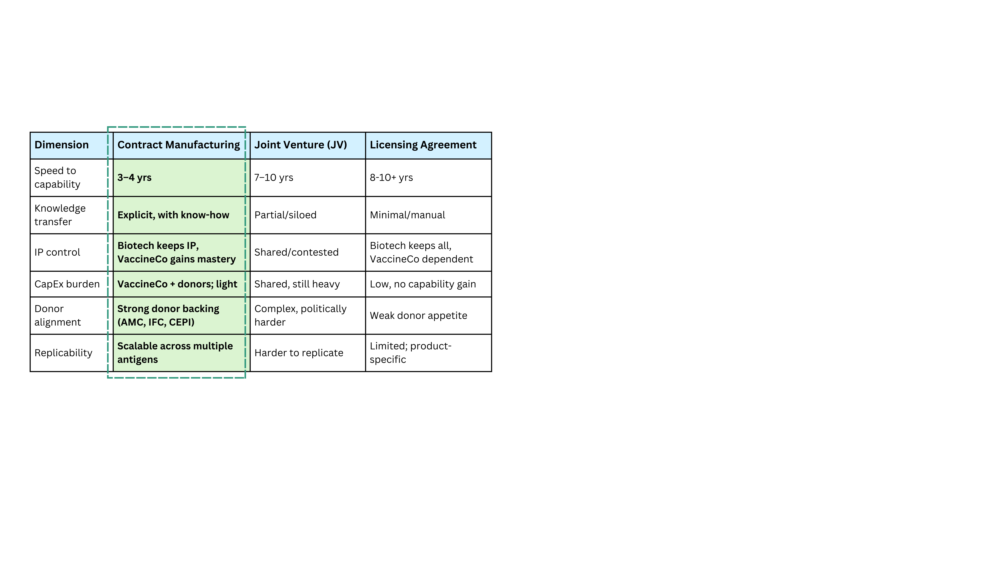 Dimension
Contract Manufacturing
Joint Venture (JV)
Licensing Agreement
Speed to
capability
3–4 yrs
7–10 yrs
8-10+ yrs
Knowledge
transfer
Explicit, with know-how
Partial/siloed
Minimal/manual
IP control
Biotech keeps IP,
VaccineCo gains mastery
Shared/contested
Biotech keeps all,
VaccineCo dependent
CapEx burden
VaccineCo + donors; light
Shared, still heavy
Low, no capability gain
Donor
alignment
Strong donor backing
(AMC, IFC, CEPI)
Complex, politically
harder
Weak donor appetite
Replicability
Scalable across multiple
antigens
Harder to replicate
Limited; product-
specific